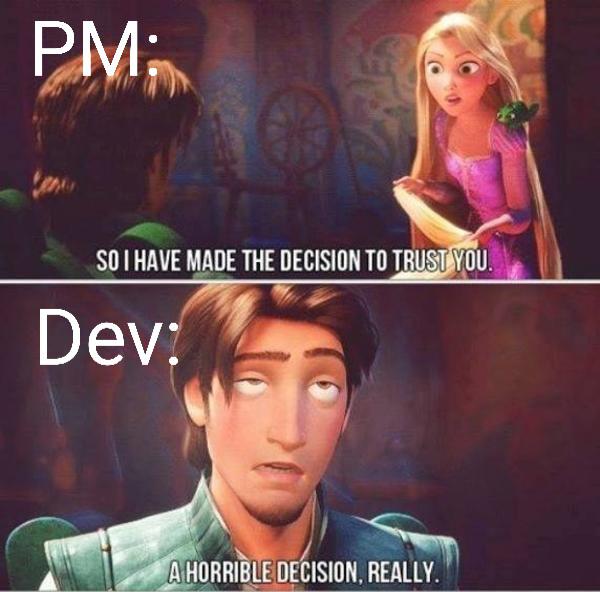 PM:
SO I HAVE MADE THE DECISION TO TRUST YOU.
Dev:
A HORRIBLE DECISION, REALLY.